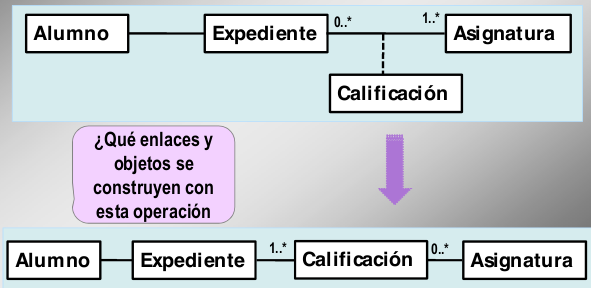 Alumno
Expediente
0..*
1..*
Asignatura
Calificación
¿Qué enlaces y
objetos se
construyen con
esta operación
Alumno
Expediente
1..*
Calificación
0..*
Asignatura